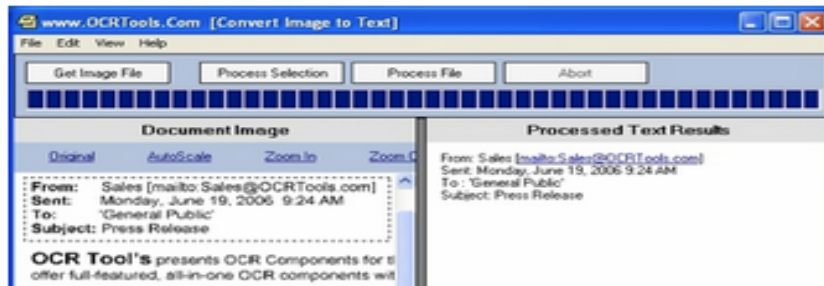 www.OCRTools.Com [Convert Image to Text]
File Edit View Help
Get Image File Process Selection Process File Abort
Document Image
Original AutoScale Zoom In Zoom O
From: Sales [mailto:Sales@OCRTools.com]
Sent: Monday, June 19, 2006 9:24 AM
To: 'General Public'
Subject: Press Release
OCR Tool's presents OCR Components for t
offer full-featured, all-in-one OCR components wit
Processed Text Results
From: Sales [mailto:Sales@OCRTools.com]
Sent: Monday, June 19, 2006 9:24 AM
To : 'General Public'
Subject: Press Release